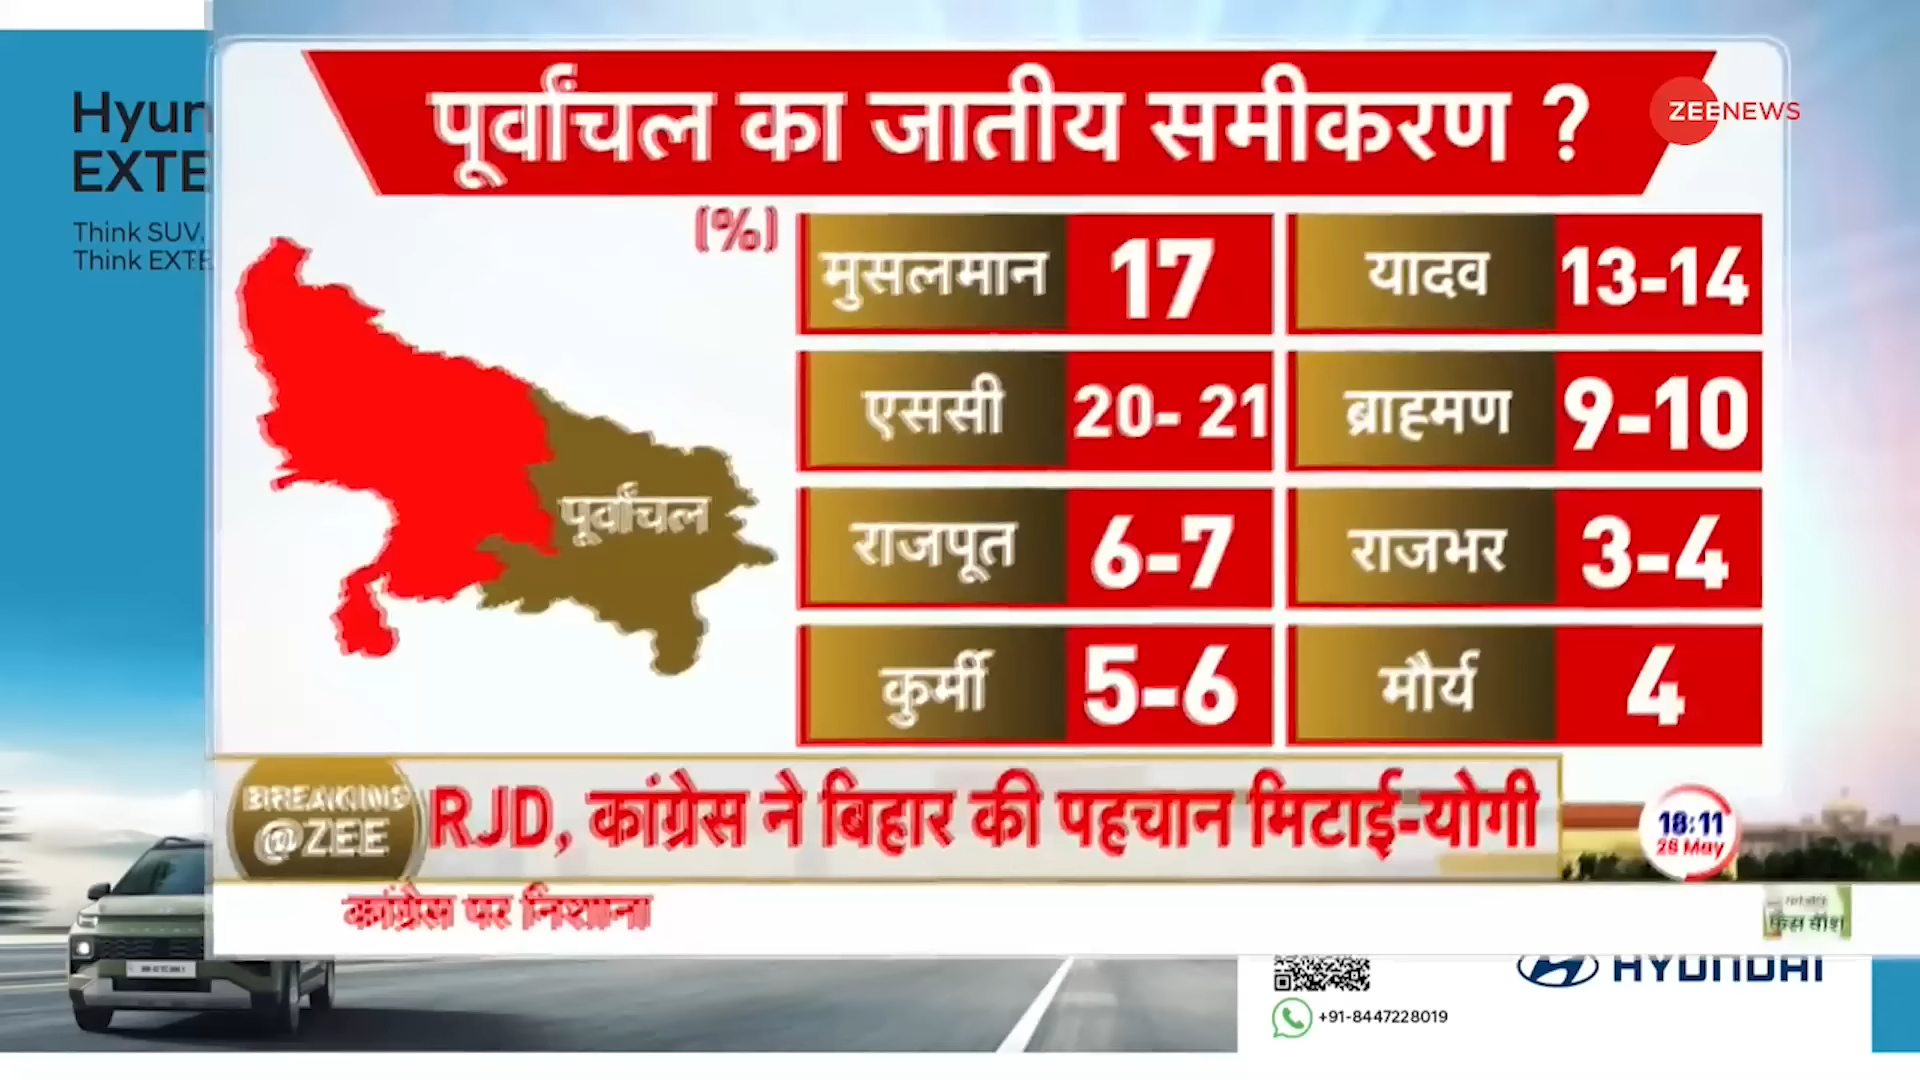 पूर्वांचल का जातीय समीकरण ?
ZEENEWS
Hyun
EXTE
Think SUV.
Think EXTE
(%)
मुसलमान 17
यादव 13-14
एससी 20- 21
ब्राह्मण 9-10
राजपूत 6-7
राजभर 3-4
कुर्मी 5-6
मौर्य 4
पूर्वांचल
BREAKING
@ZEE
RJD, कांग्रेस ने बिहार की पहचान मिटाई-योगी
18:11
26 May
कांग्रेस पर निशाना
HYUNDAI
+91-8447228019